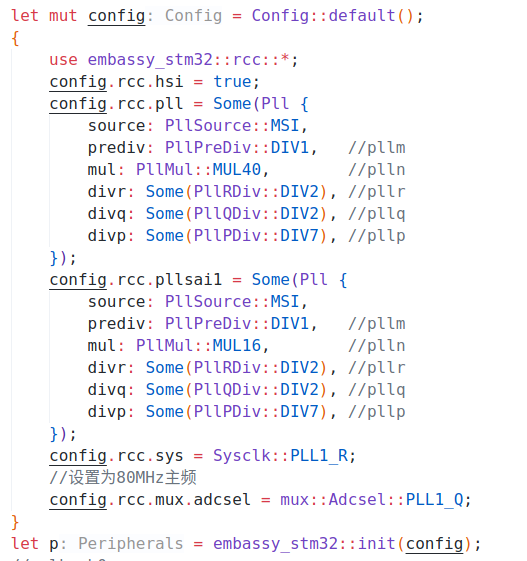 let mut config: Config = Config::default();
{
    use embassy_stm32::rcc::*;
    config.rcc.hsi = true;
    config.rcc.pll = Some(Pll {
        source: PllSource::MSI,
        prediv: PllPreDiv::DIV1,   //pllm
        mul: PllMul::MUL40,        //plln
        divr: Some(PllRDiv::DIV2), //pllr
        divq: Some(PllQDiv::DIV2), //pllq
        divp: Some(PllPDiv::DIV7), //pllp
    });
    config.rcc.pllsai1 = Some(Pll {
        source: PllSource::MSI,
        prediv: PllPreDiv::DIV1,   //pllm
        mul: PllMul::MUL16,        //plln
        divr: Some(PllRDiv::DIV2), //pllr
        divq: Some(PllQDiv::DIV2), //pllq
        divp: Some(PllPDiv::DIV7), //pllp
    });
    config.rcc.sys = Sysclk::PLL1_R;
    //设置为80MHz主频
    config.rcc.mux.adcsel = mux::Adcsel::PLL1_Q;
}
let p: Peripherals = embassy_stm32::init(config);